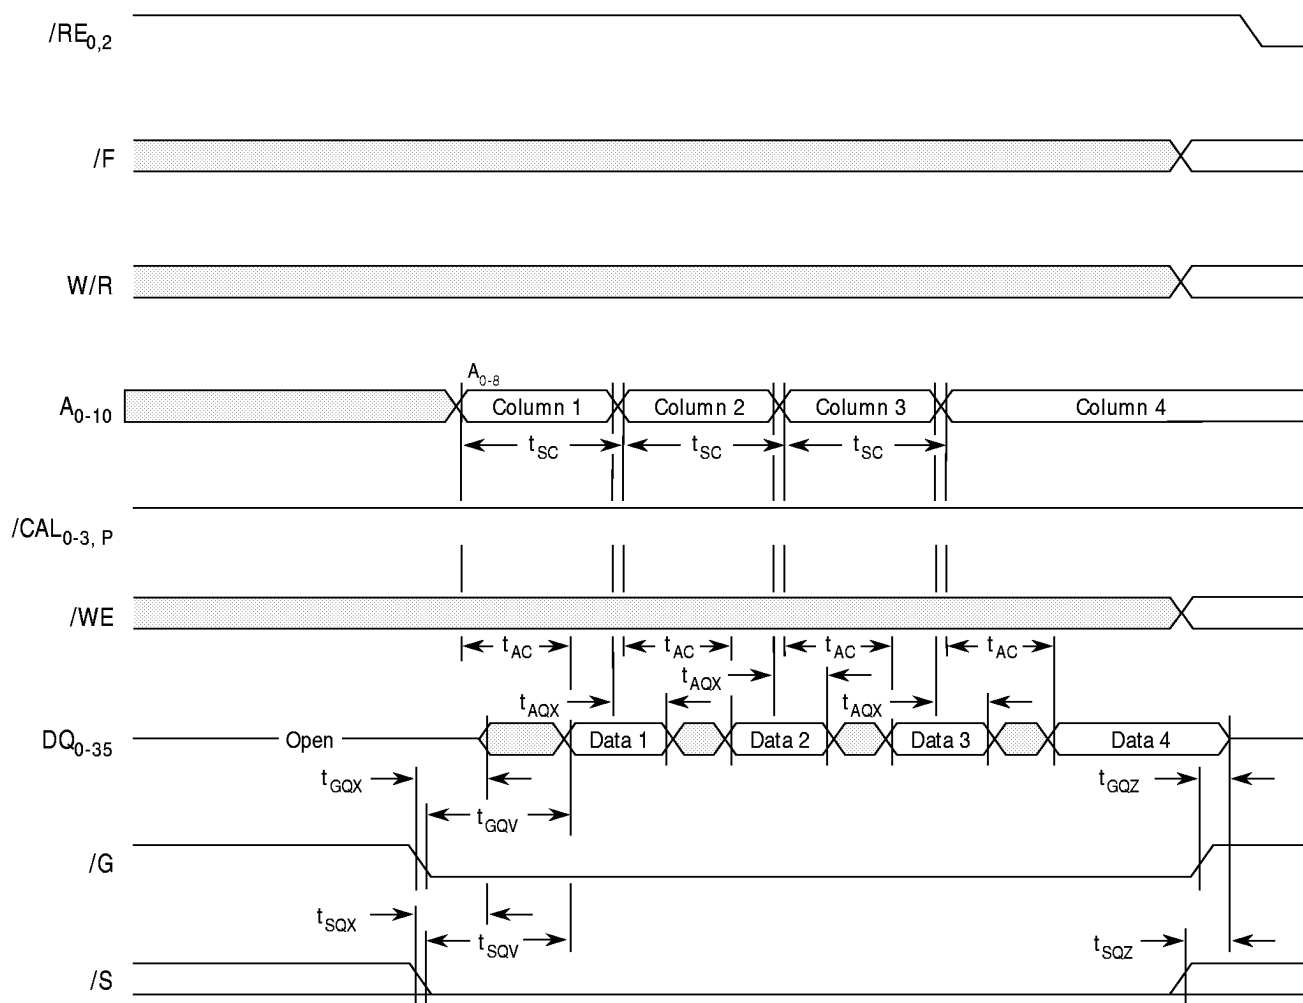 /RE0,2
/F
W/R
A0-8
A0-10 Column 1 Column 2 Column 3 Column 4
tSC tSC tSC
/CAL0-3, P
/WE
tAC tAC tAC tAC
tAQX
tAQX tAQX
DQ0-35 Open Data 1 Data 2 Data 3 Data 4
tGQX tGQZ
tGQV
/G
tSQX
tSQV tSQZ
/S